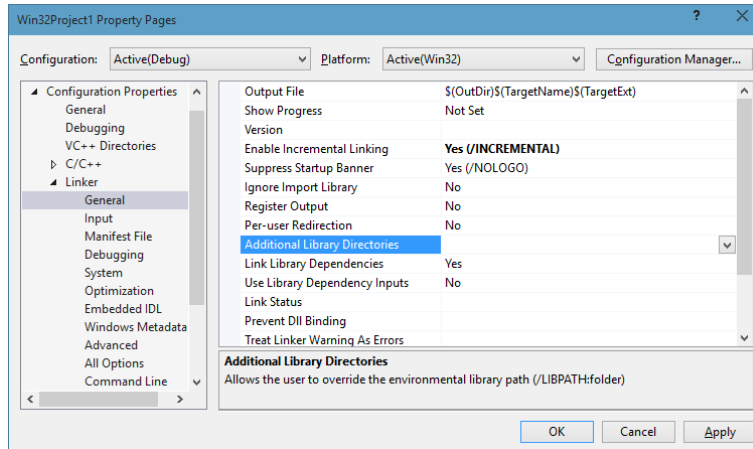 Win32Project1 Property Pages
Configuration: Active(Debug) Platform: Active(Win32) Configuration Manager...
Configuration Properties
General
Debugging
VC++ Directories
C/C++
Linker
General
Input
Manifest File
Debugging
System
Optimization
Embedded IDL
Windows Metadata
Advanced
All Options
Command Line
Output File $(OutDir)$(TargetName)$(TargetExt)
Show Progress Not Set
Version
Enable Incremental Linking Yes (/INCREMENTAL)
Suppress Startup Banner Yes (/NOLOGO)
Ignore Import Library No
Register Output No
Per-user Redirection No
Additional Library Directories
Link Library Dependencies Yes
Use Library Dependency Inputs No
Link Status
Prevent Dll Binding
Treat Linker Warning As Errors
Additional Library Directories
Allows the user to override the environmental library path (/LIBPATH:folder)
OK Cancel Apply